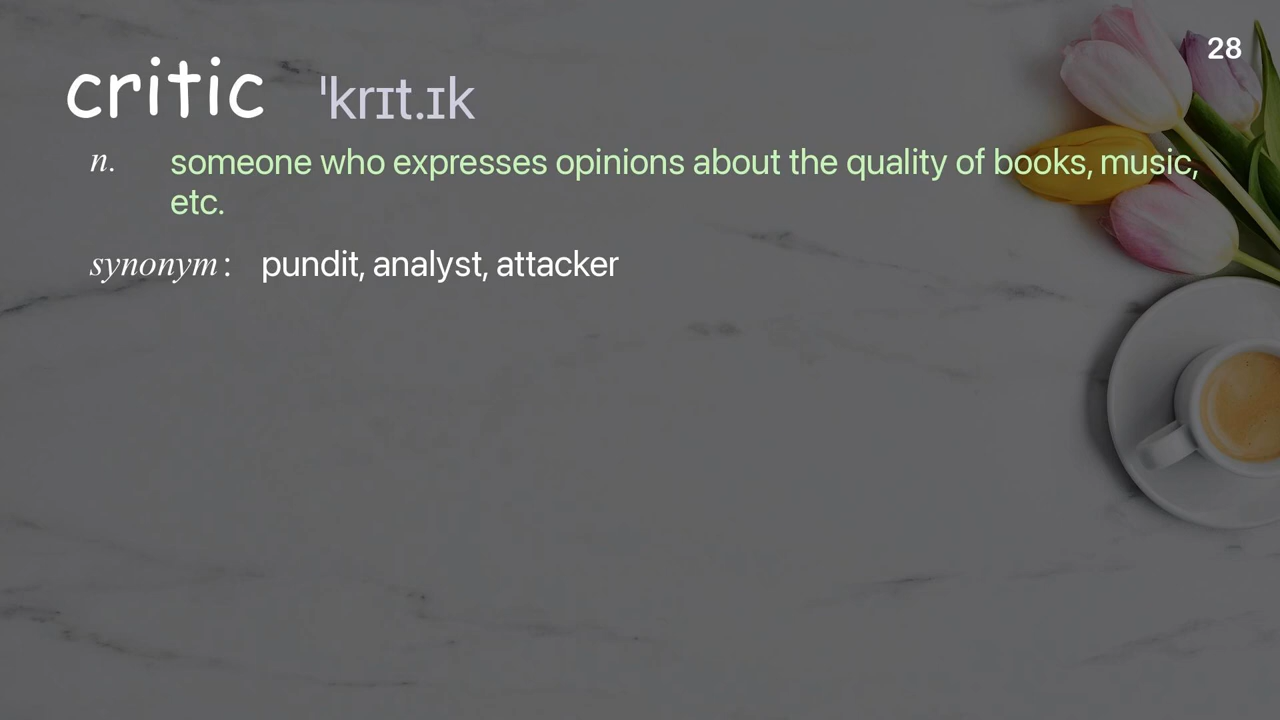 28
critic ˈkrɪt.ɪk
n. someone who expresses opinions about the quality of books, music,
etc.
synonym: pundit, analyst, attacker